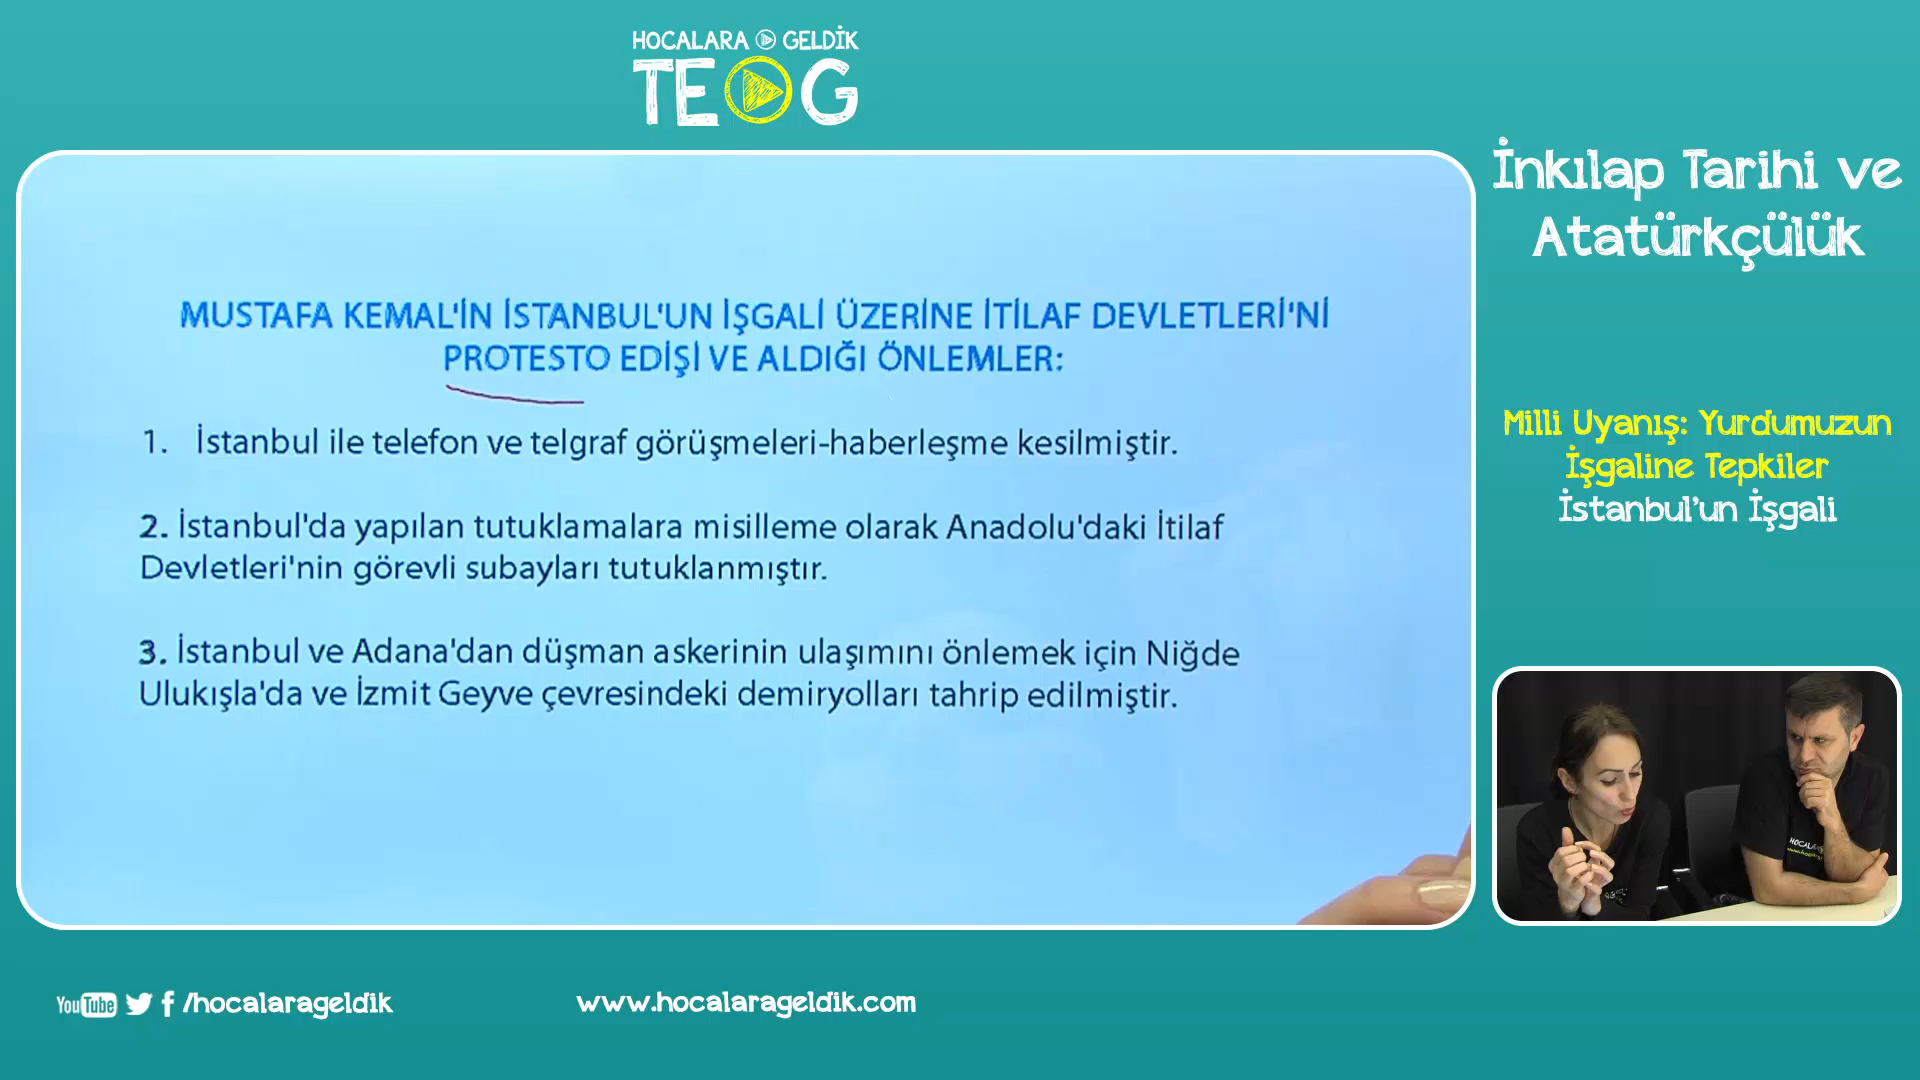 HOCALARA GELDİK
TEOG
İnkılap Tarihi ve
Atatürkçülük
MUSTAFA KEMAL'İN İSTANBUL'UN İŞGALİ ÜZERİNE İTİLAF DEVLETLERİ'Nİ
PROTESTO EDİŞİ VE ALDIĞI ÖNLEMLER:
1. İstanbul ile telefon ve telgraf görüşmeleri-haberleşme kesilmiştir.
2. İstanbul'da yapılan tutuklamalara misilleme olarak Anadolu'daki İtilaf
Devletleri'nin görevli subayları tutuklanmıştır.
3. İstanbul ve Adana'dan düşman askerinin ulaşımını önlemek için Niğde
Ulukışla'da ve İzmit Geyve çevresindeki demiryolları tahrip edilmiştir.
Milli Uyanış: Yurdumuzun
İşgaline Tepkiler
İstanbul'un İşgali
YouTube f /hocalarageldik
www.hocalarageldik.com